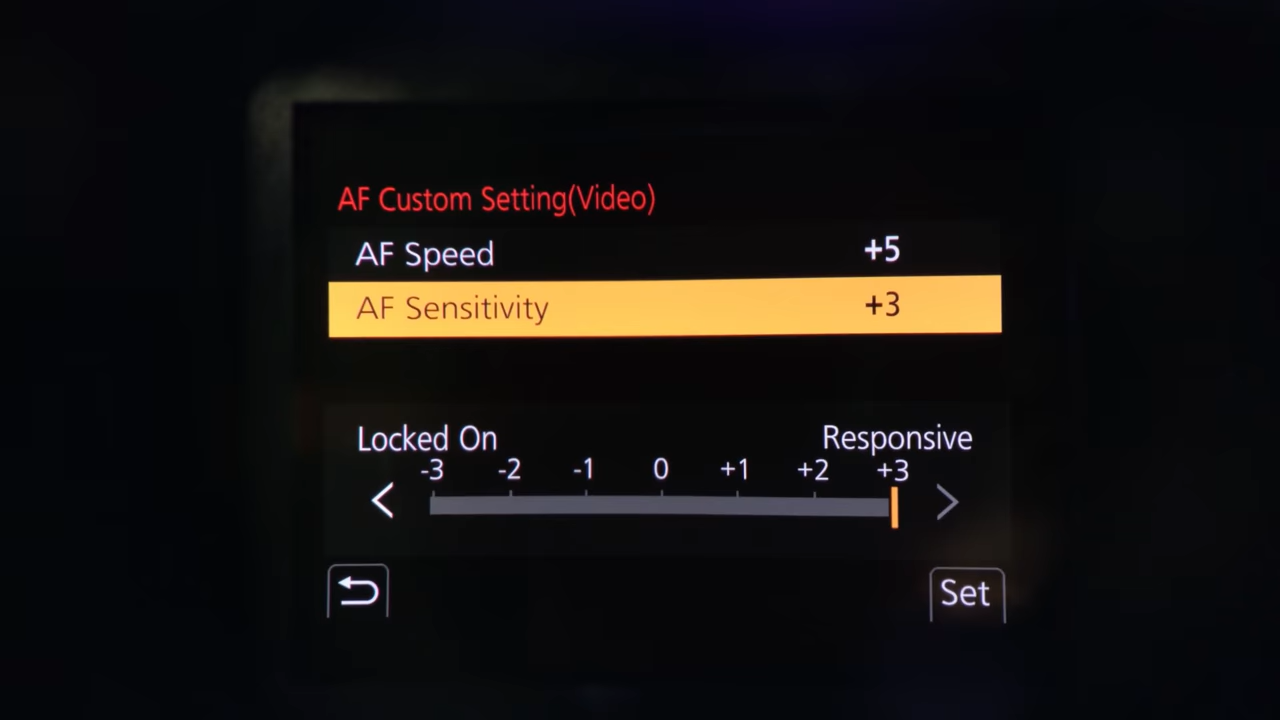 AF Custom Setting(Video)
AF Speed +5
AF Sensitivity +3
Locked On Responsive
-3 -2 -1 0 +1 +2 +3
Set